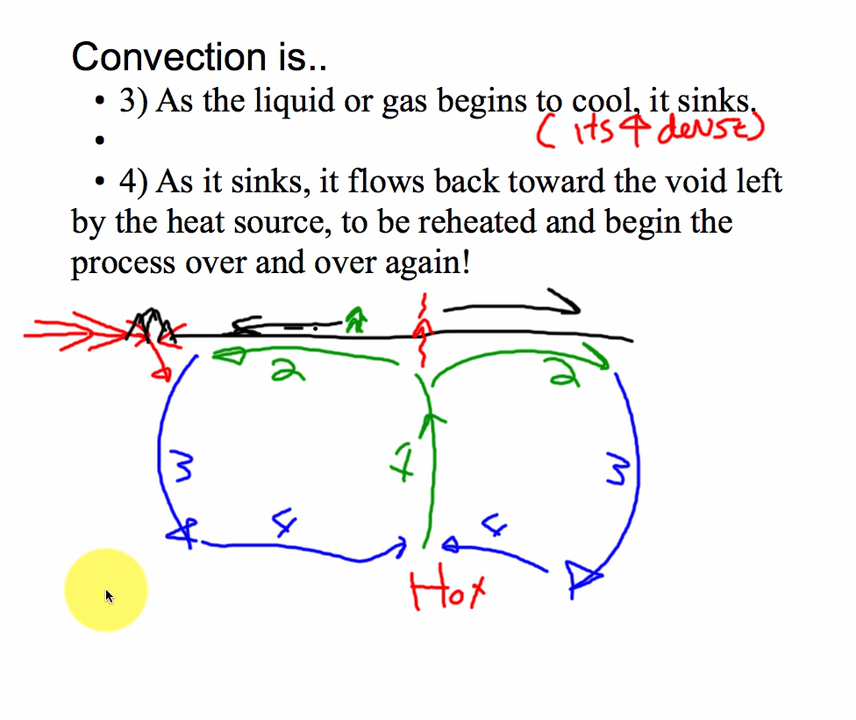 Convection is..
• 3) As the liquid or gas begins to cool, it sinks.
(its ↑ dense)
•
• 4) As it sinks, it flows back toward the void left
by the heat source, to be reheated and begin the
process over and over again!
2 2
3 1 3
4 4
Hot